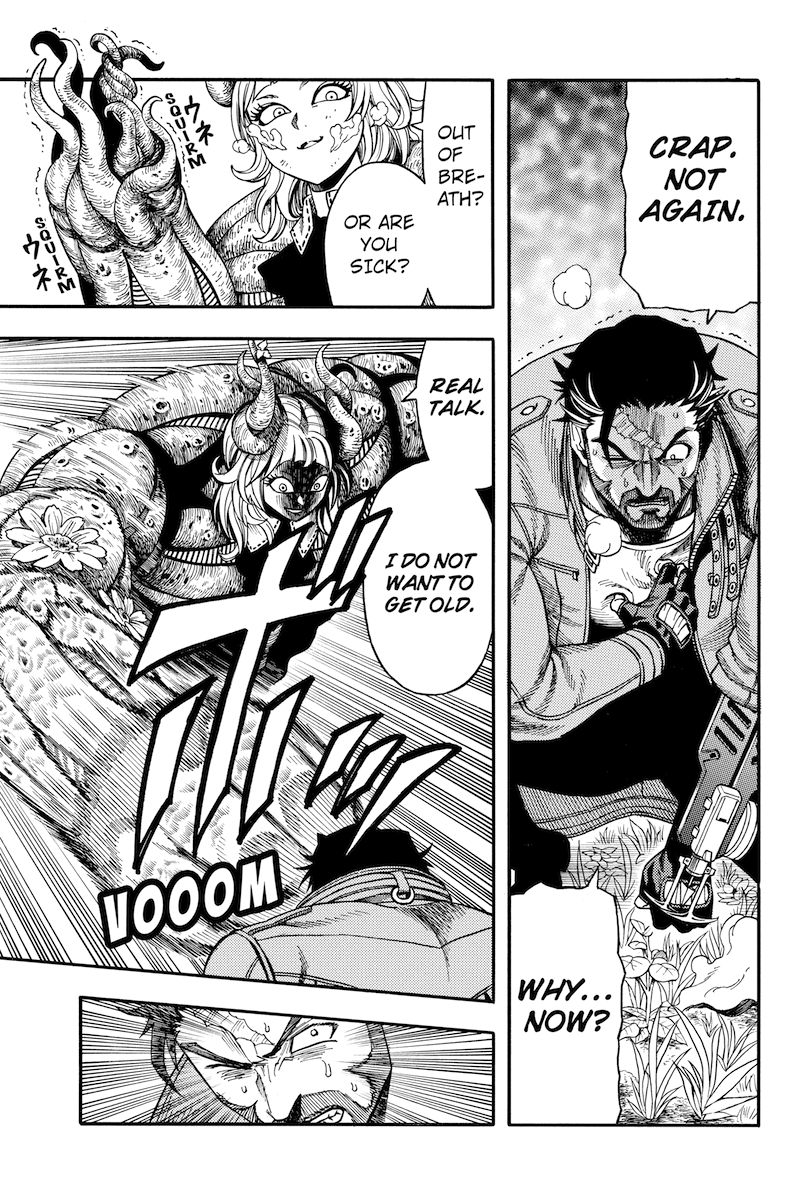 CRAP.
NOT
AGAIN.
WHY...
NOW?
OUT
OF
BRE-
ATH?
OR ARE
YOU
SICK?
ウネ
SQUIRM
ウネ
SQUIRM
REAL
TALK.
I DO NOT
WANT TO
GET OLD.
ボッ
VOOOM